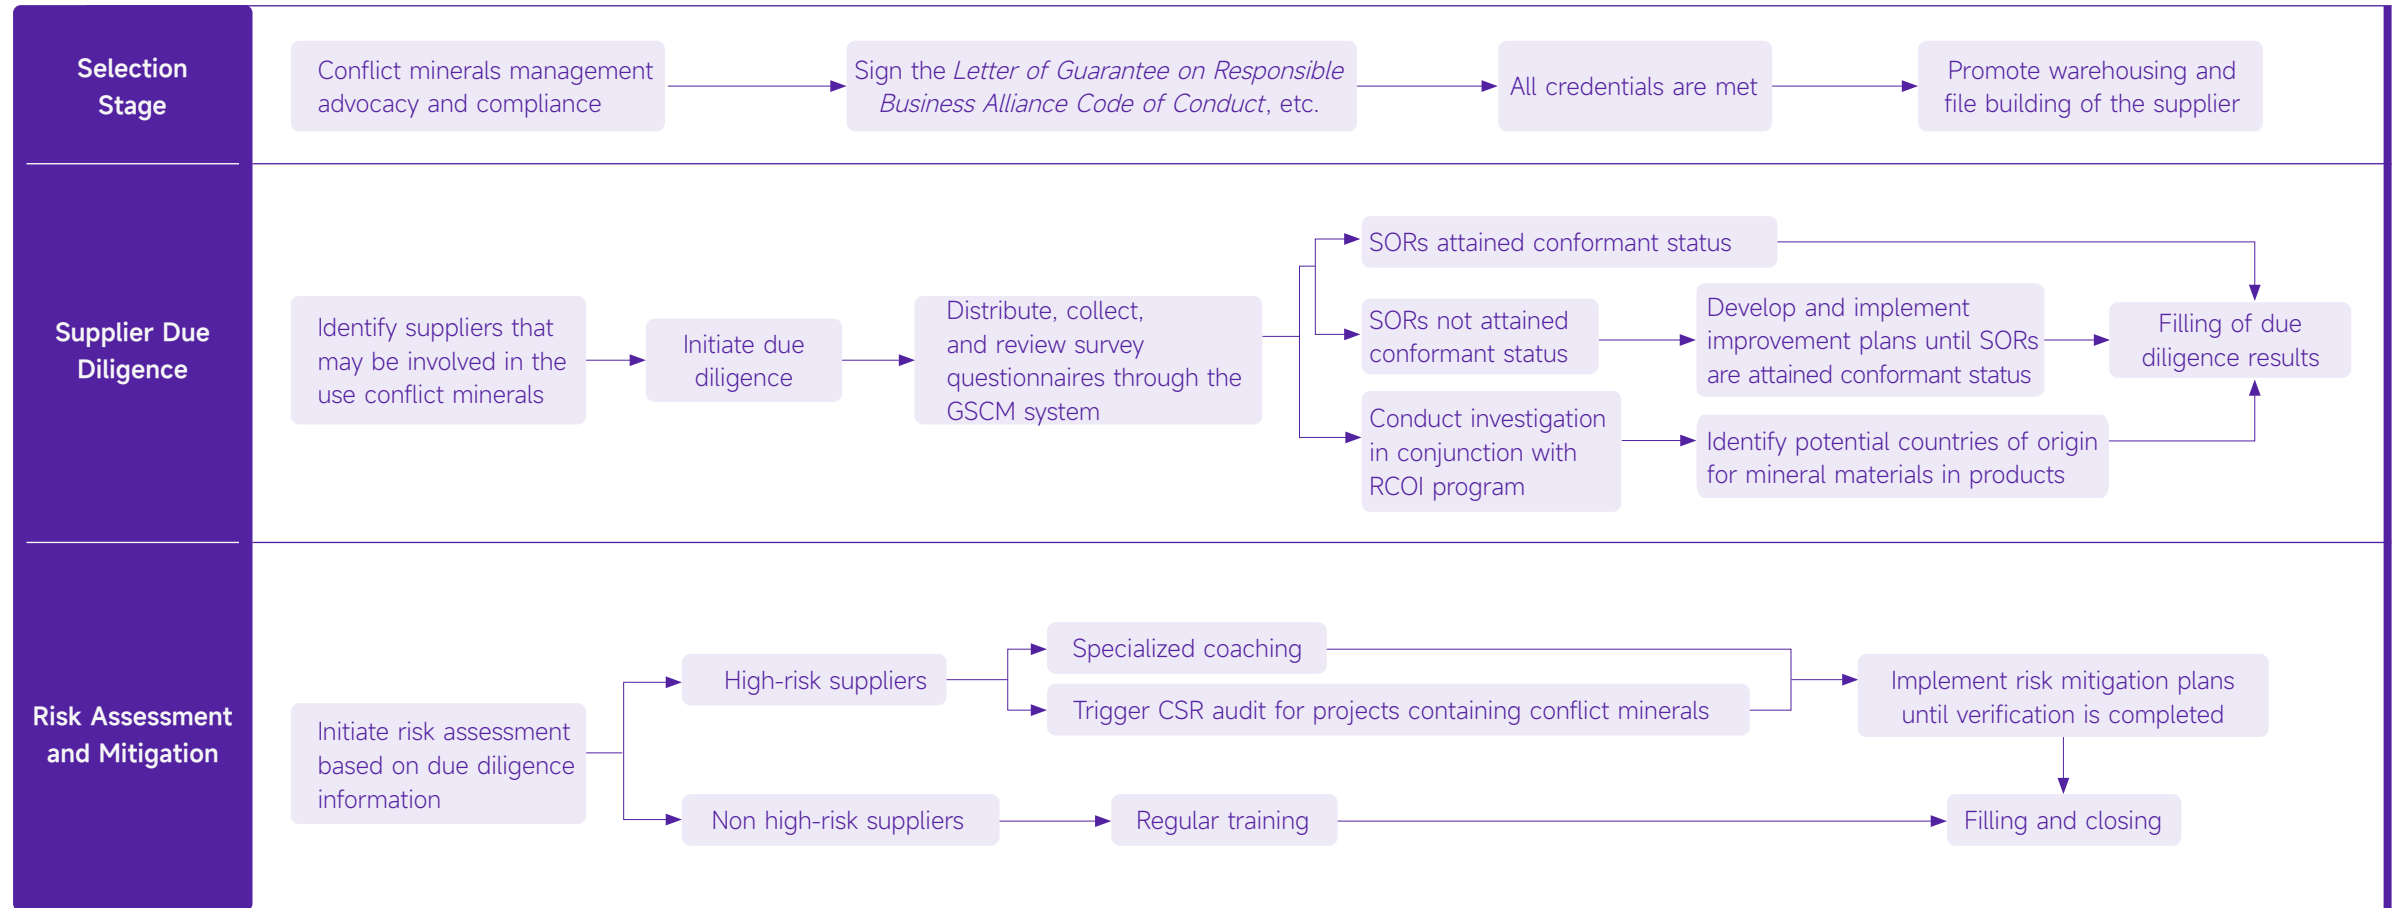 Selection
Stage
Conflict minerals management
advocacy and compliance
Sign the Letter of Guarantee on Responsible
Business Alliance Code of Conduct, etc.
All credentials are met
Promote warehousing and
file building of the supplier
Supplier Due
Diligence
Identify suppliers that
may be involved in the
use conflict minerals
Initiate due
diligence
Distribute, collect,
and review survey
questionnaires through the
GSCM system
SORs attained conformant status
SORs not attained
conformant status
Develop and implement
improvement plans until SORs
are attained conformant status
Conduct investigation
in conjunction with
RCOI program
Identify potential countries of origin
for mineral materials in products
Filling of due
diligence results
Risk Assessment
and Mitigation
Initiate risk assessment
based on due diligence
information
High-risk suppliers
Specialized coaching
Trigger CSR audit for projects containing conflict minerals
Implement risk mitigation plans
until verification is completed
Non high-risk suppliers
Regular training
Filling and closing